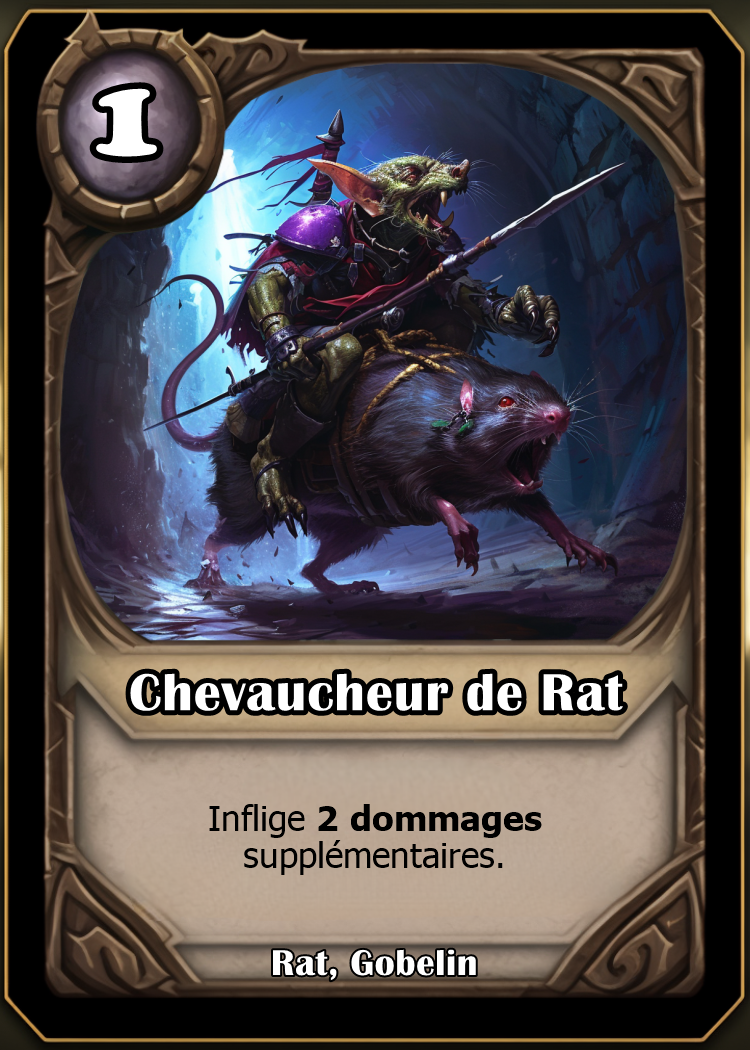 1
Chevaucheur de Rat
Inflige 2 dommages
supplémentaires.
Rat, Gobelin